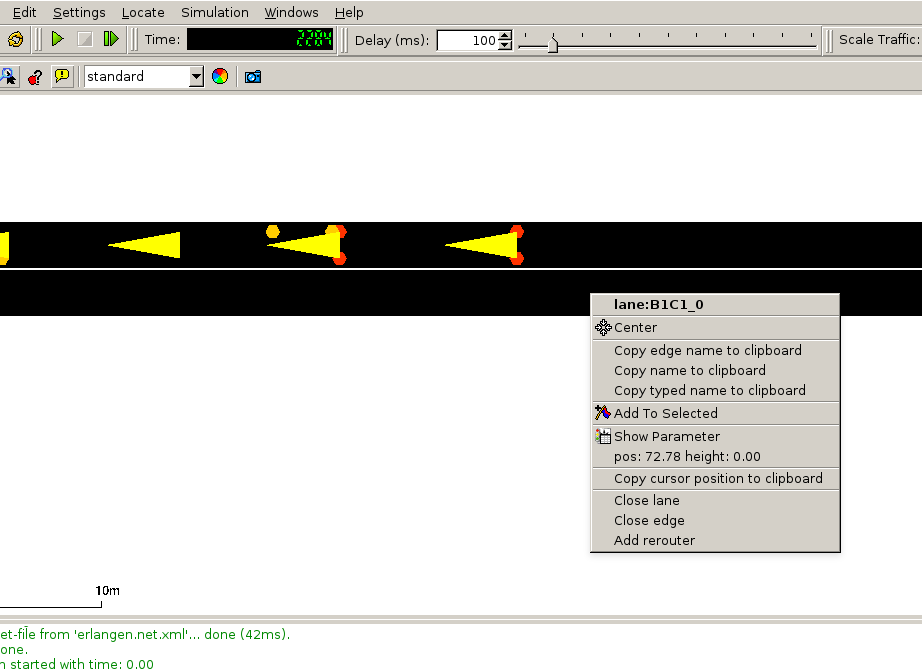 Edit Settings Locate Simulation Windows Help
Time: 2284 Delay (ms): 100 Scale Traffic:
standard
lane:B1C1_0
Center
Copy edge name to clipboard
Copy name to clipboard
Copy typed name to clipboard
Add To Selected
Show Parameter
pos: 72.78 height: 0.00
Copy cursor position to clipboard
Close lane
Close edge
Add rerouter
10m
et-file from 'erlangen.net.xml'... done (42ms).
one.
n started with time: 0.00